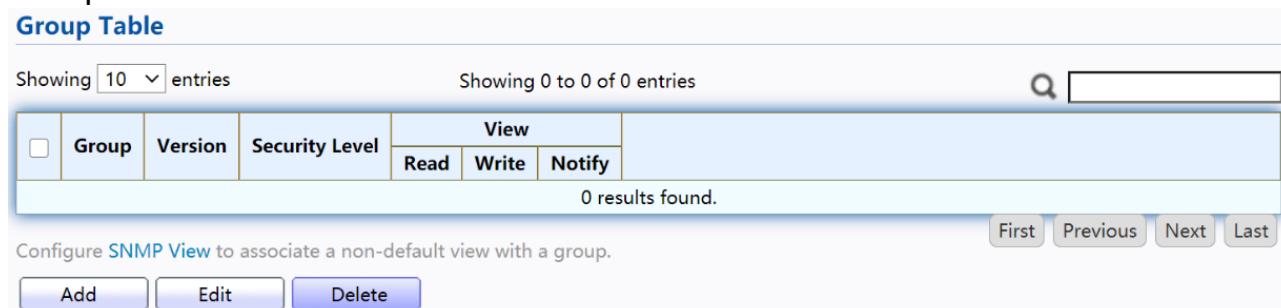 Group Table
Showing 10 entries Showing 0 to 0 of 0 entries
Group Version Security Level View
Read Write Notify
0 results found.
First Previous Next Last
Configure SNMP View to associate a non-default view with a group.
Add Edit Delete